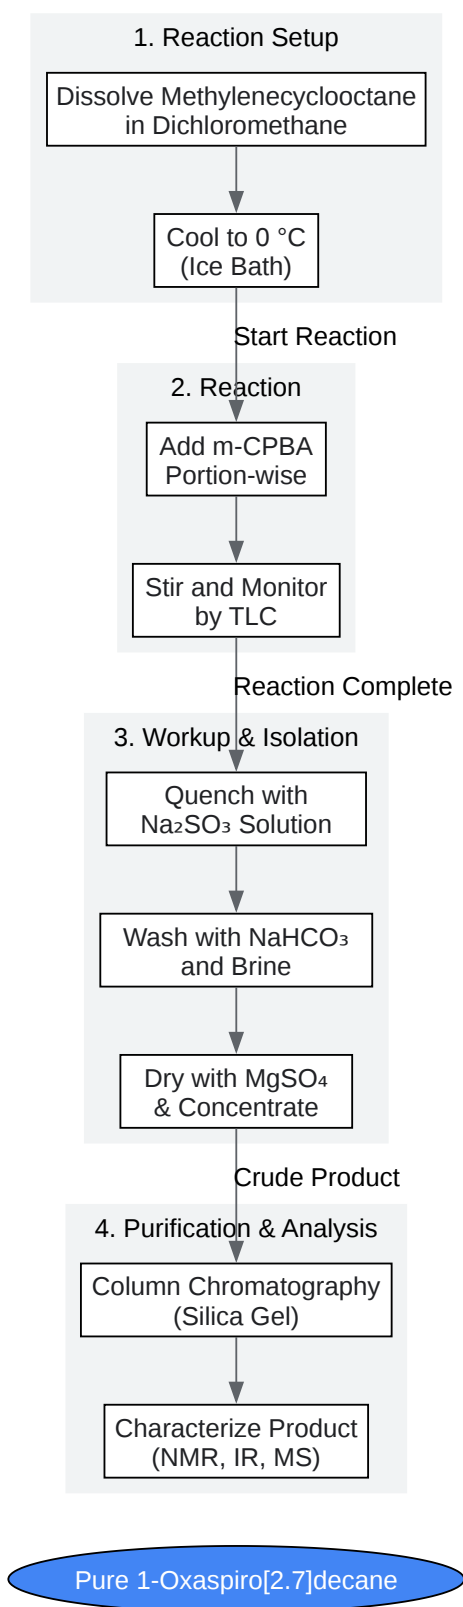 1. Reaction Setup
Dissolve Methylenecyclooctane
in Dichloromethane
Cool to 0 °C
(Ice Bath)
Start Reaction
2. Reaction
Add m-CPBA
Portion-wise
Stir and Monitor
by TLC
Reaction Complete
3. Workup & Isolation
Quench with
Na₂SO₃ Solution
Wash with NaHCO₃
and Brine
Dry with MgSO₄
& Concentrate
Crude Product
4. Purification & Analysis
Column Chromatography
(Silica Gel)
Characterize Product
(NMR, IR, MS)
Pure 1-Oxaspiro[2.7]decane